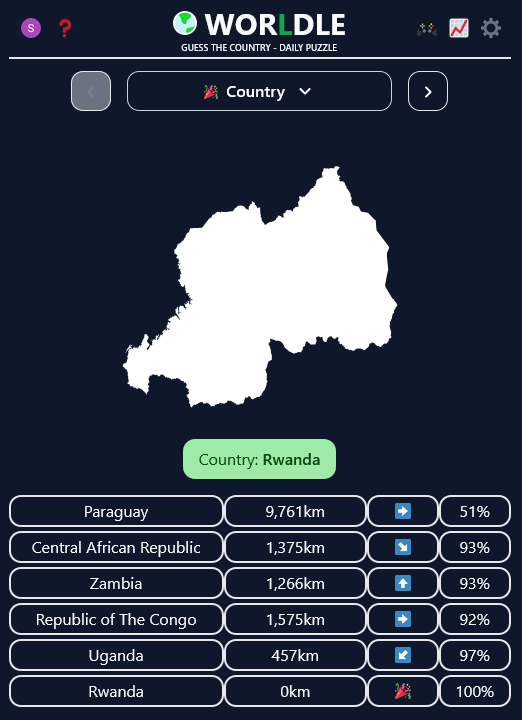 S ❓ WORLDLE
GUESS THE COUNTRY - DAILY PUZZLE
🎉 Country
Country: Rwanda
Paraguay 9,761km ➡️ 51%
Central African Republic 1,375km ↘️ 93%
Zambia 1,266km ⬆️ 93%
Republic of The Congo 1,575km ➡️ 92%
Uganda 457km ↙️ 97%
Rwanda 0km 🎉 100%